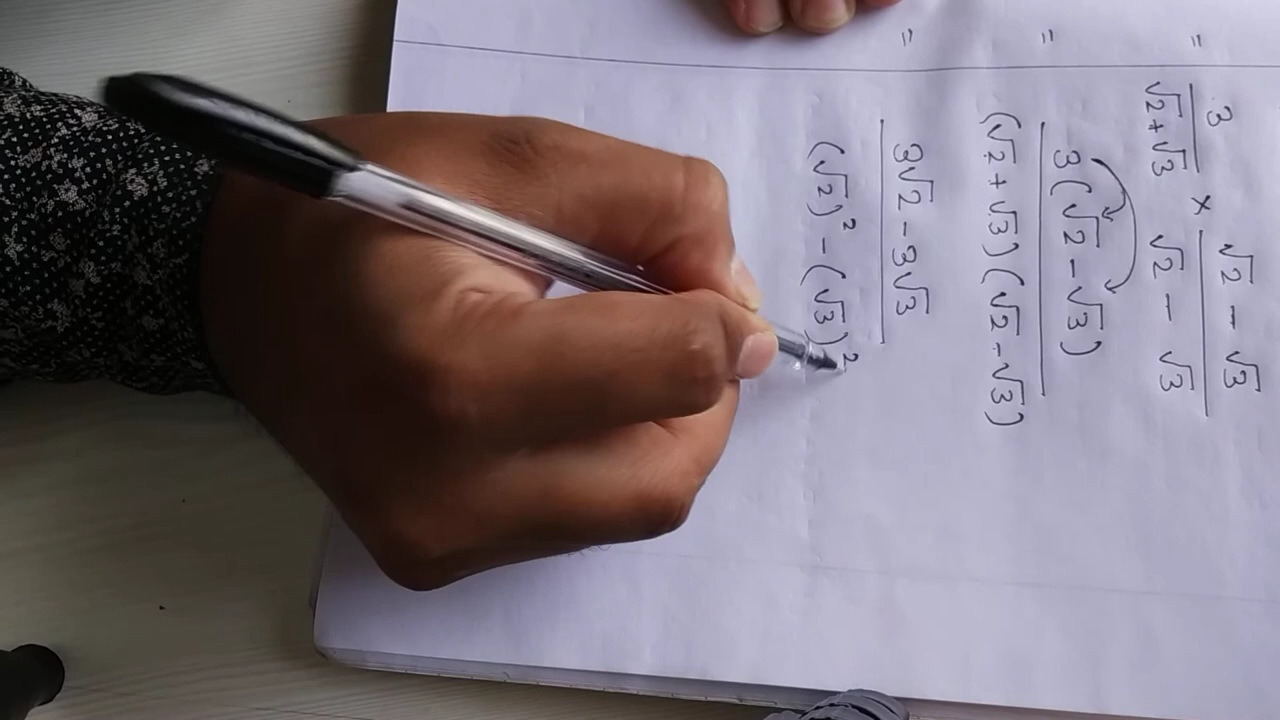 = 3/(√2+√3) × (√2 - √3)/(√2 - √3)
= 3(√2 - √3)/((√2 + √3)(√2 - √3))
= (3√2 - 3√3)/((√2)² - (√3)²)